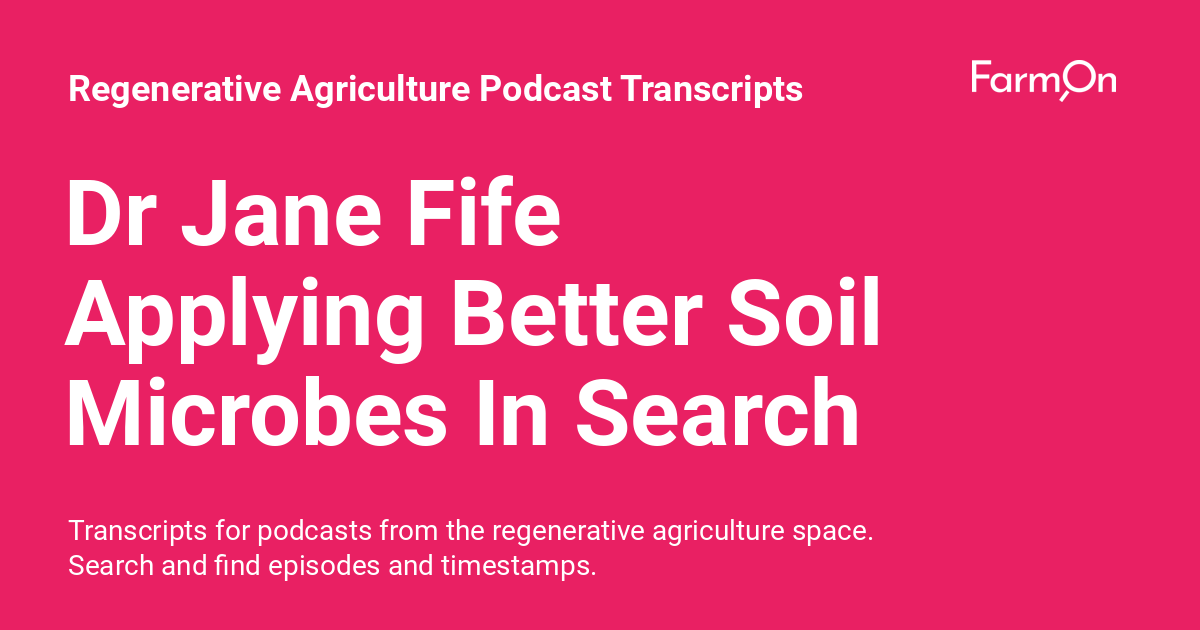 Regenerative Agriculture Podcast Transcripts
FarmOn
Dr Jane Fife
Applying Better Soil
Microbes In Search
Transcripts for podcasts from the regenerative agriculture space.
Search and find episodes and timestamps.